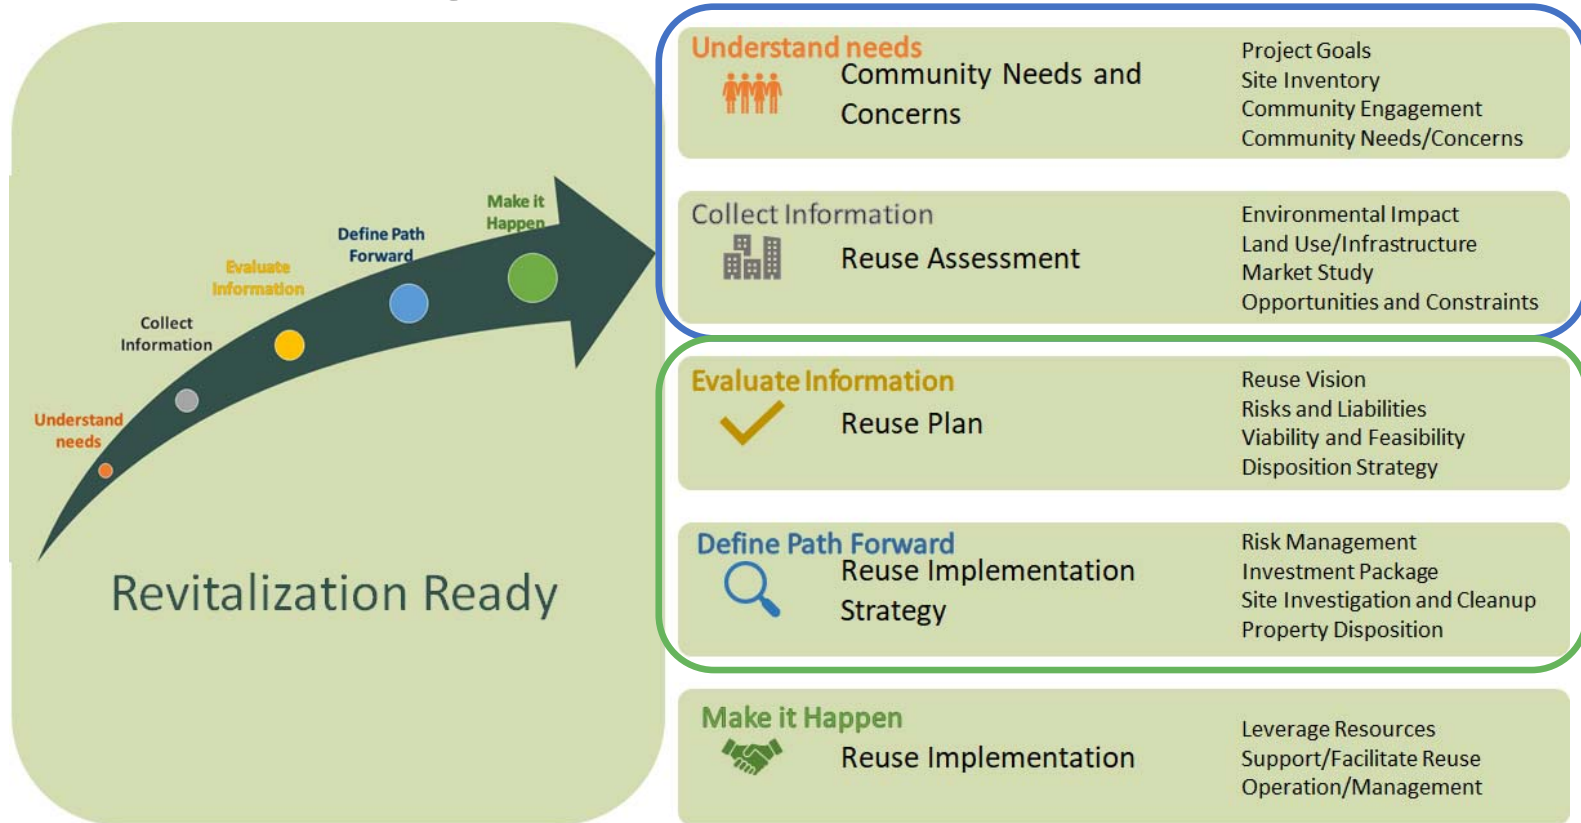 Understand
needs
Collect
Information
Evaluate
Information
Define Path
Forward
Make it
Happen
Revitalization Ready
Understand needs
Community Needs and
Concerns
Project Goals
Site Inventory
Community Engagement
Community Needs/Concerns
Collect Information
Reuse Assessment
Environmental Impact
Land Use/Infrastructure
Market Study
Opportunities and Constraints
Evaluate Information
Reuse Plan
Reuse Vision
Risks and Liabilities
Viability and Feasibility
Disposition Strategy
Define Path Forward
Reuse Implementation
Strategy
Risk Management
Investment Package
Site Investigation and Cleanup
Property Disposition
Make it Happen
Reuse Implementation
Leverage Resources
Support/Facilitate Reuse
Operation/Management